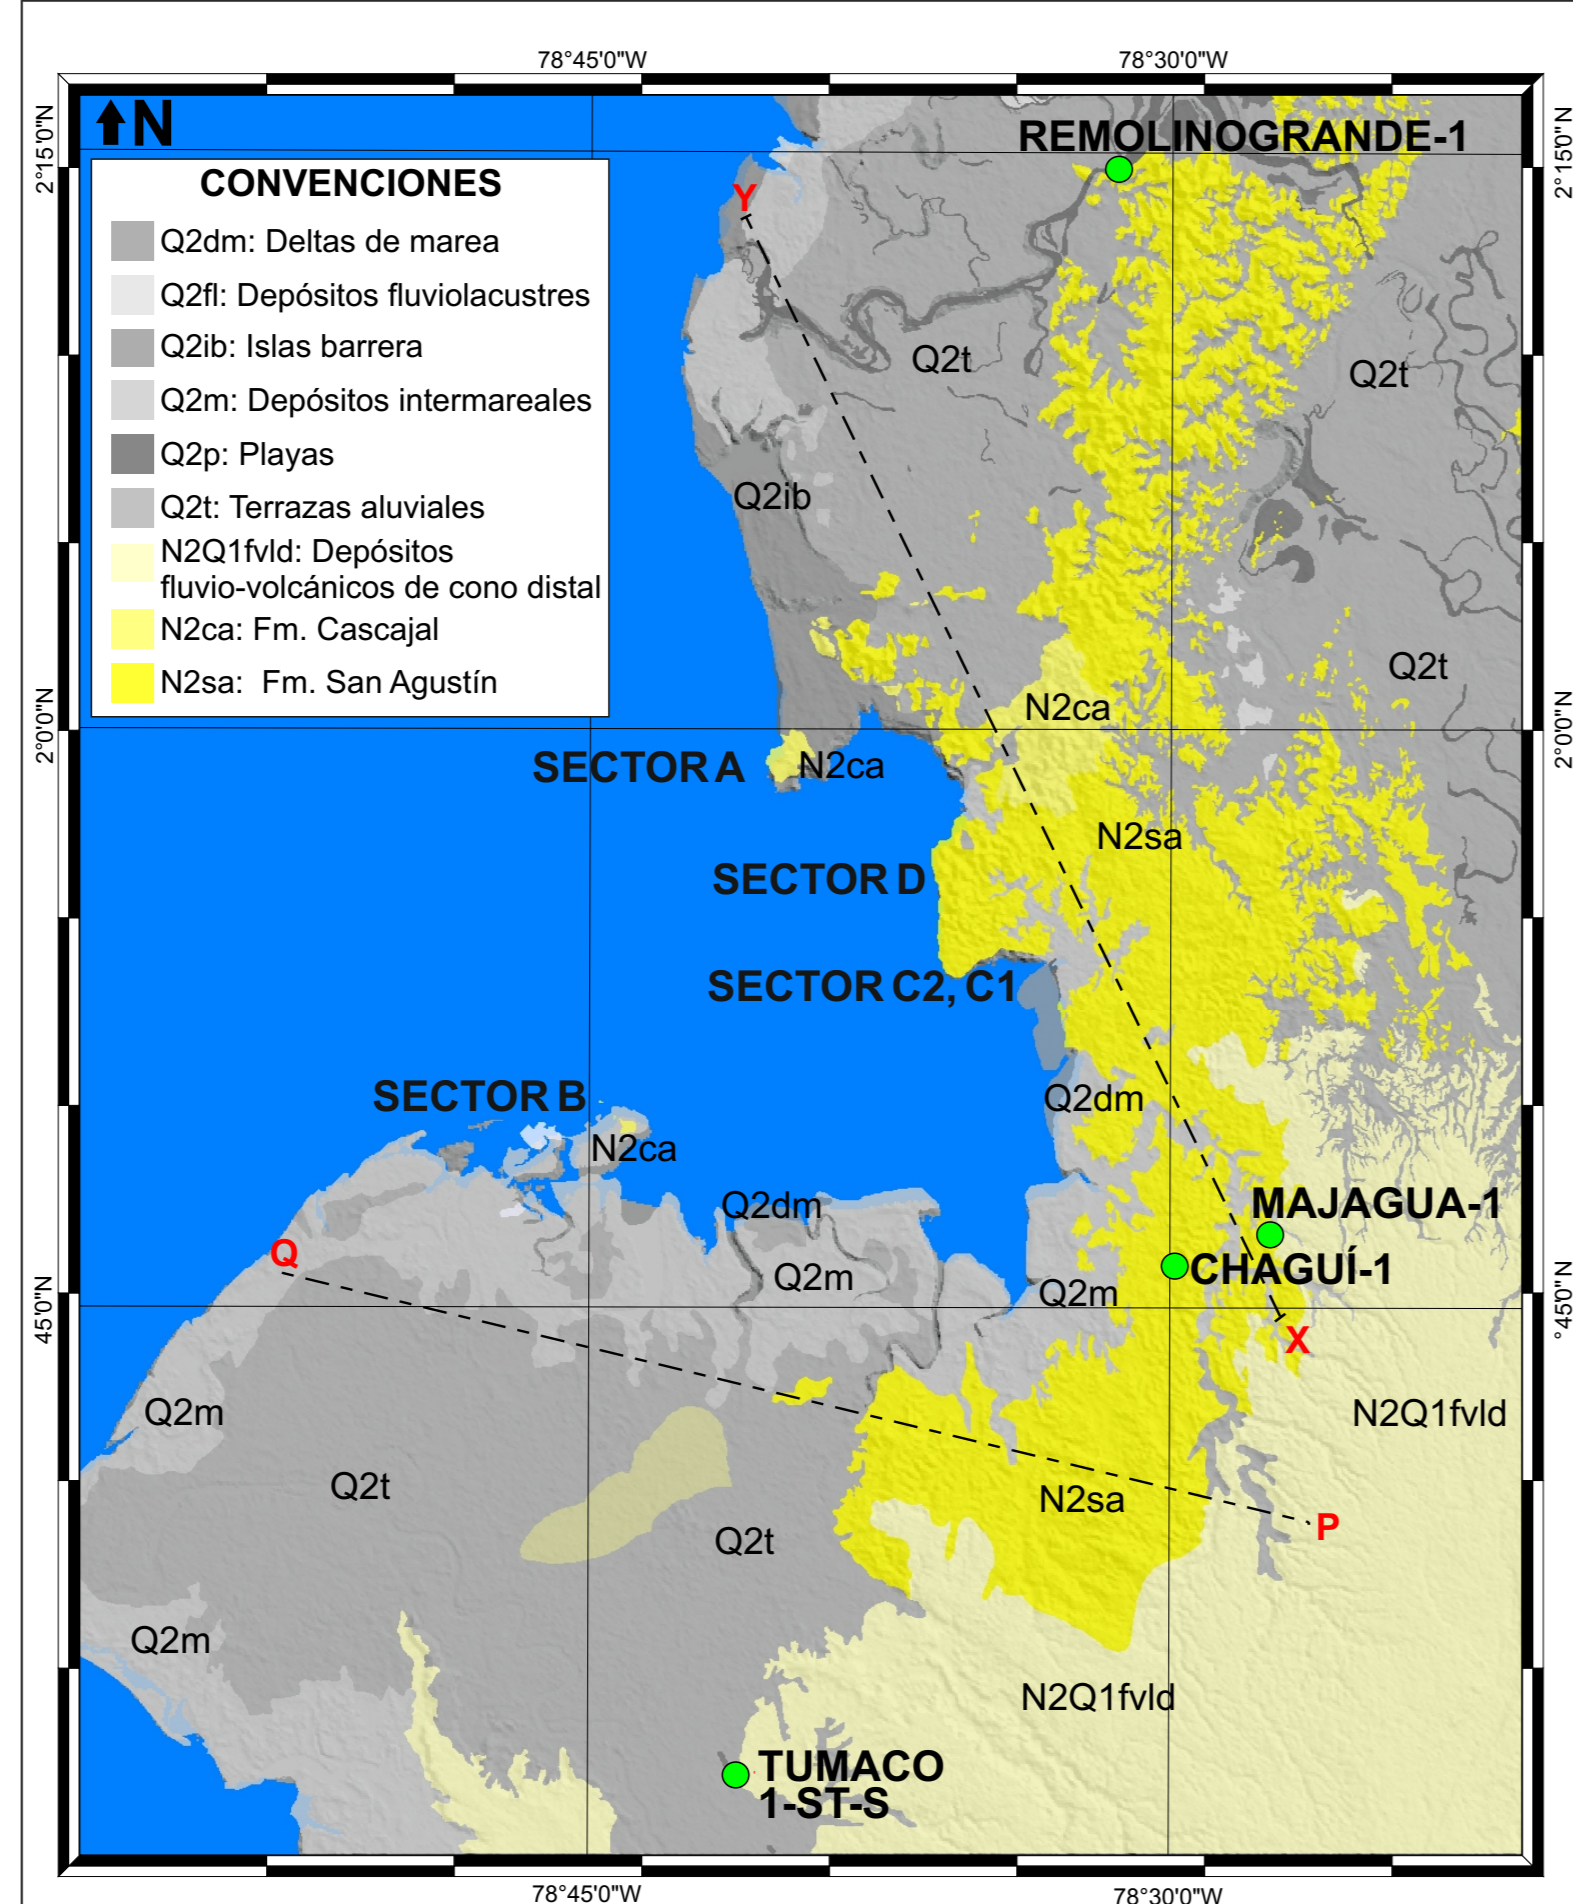 78°45'0"W
78°30'0"W
N
2°15'0"N
2°15'0"N
REMOLINOGRANDE-1
CONVENCIONES
Q2dm: Deltas de marea
Q2fl: Depósitos fluviolacustres
Q2ib: Islas barrera
Q2m: Depósitos intermareales
Q2p: Playas
Q2t: Terrazas aluviales
N2Q1fvld: Depósitos
fluvio-volcánicos de cono distal
N2ca: Fm. Cascajal
N2sa: Fm. San Agustín
Y
Q2t
Q2t
Q2ib
Q2t
N2ca
2°0'0"N
2°0'0"N
SECTOR A
N2ca
N2sa
SECTOR D
SECTOR C2, C1
SECTOR B
Q2dm
N2ca
Q2dm
MAJAGUA-1
Q
CHAGUÍ-1
Q2m
Q2m
45'0"N
°45'0"N
X
Q2m
N2Q1fvld
Q2t
N2sa
P
Q2t
Q2m
N2Q1fvld
TUMACO
1-ST-S
78°45'0"W
78°30'0"W